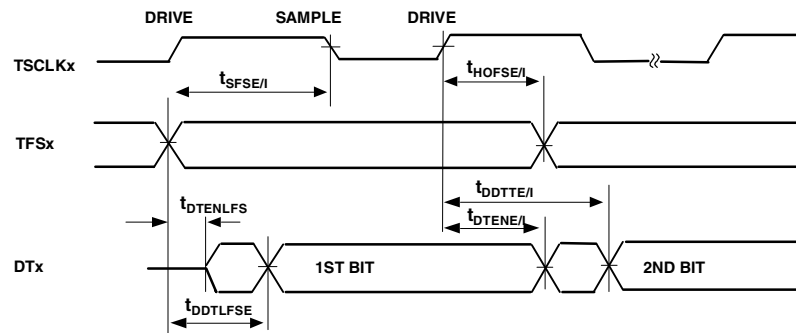 DRIVE SAMPLE DRIVE
TSCLKx
tSFSE/I
tHOFSE/I
TFSx
tDDTTE/I
tDTENLFS
tDTENE/I
DTx
1ST BIT
2ND BIT
tDDTLFSE